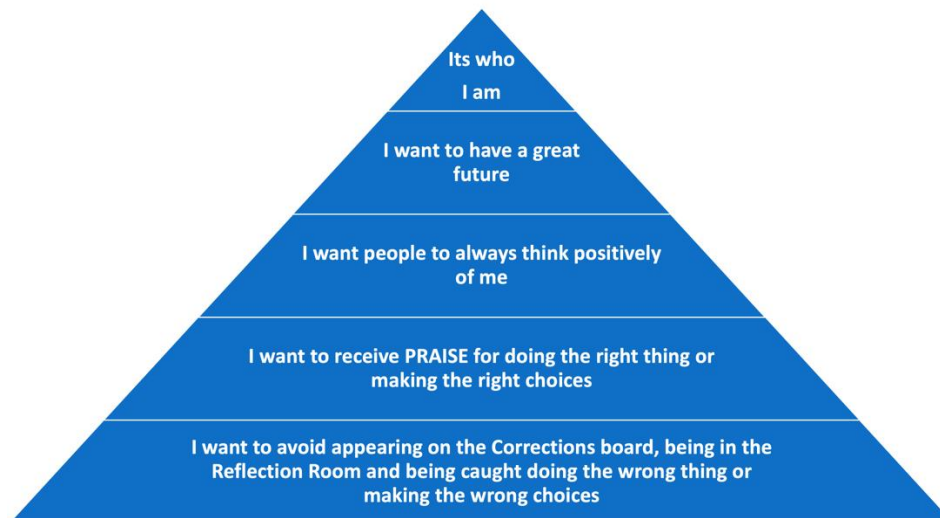 Its who
I am
I want to have a great
future
I want people to always think positively
of me
I want to receive PRAISE for doing the right thing or
making the right choices
I want to avoid appearing on the Corrections board, being in the
Reflection Room and being caught doing the wrong thing or
making the wrong choices